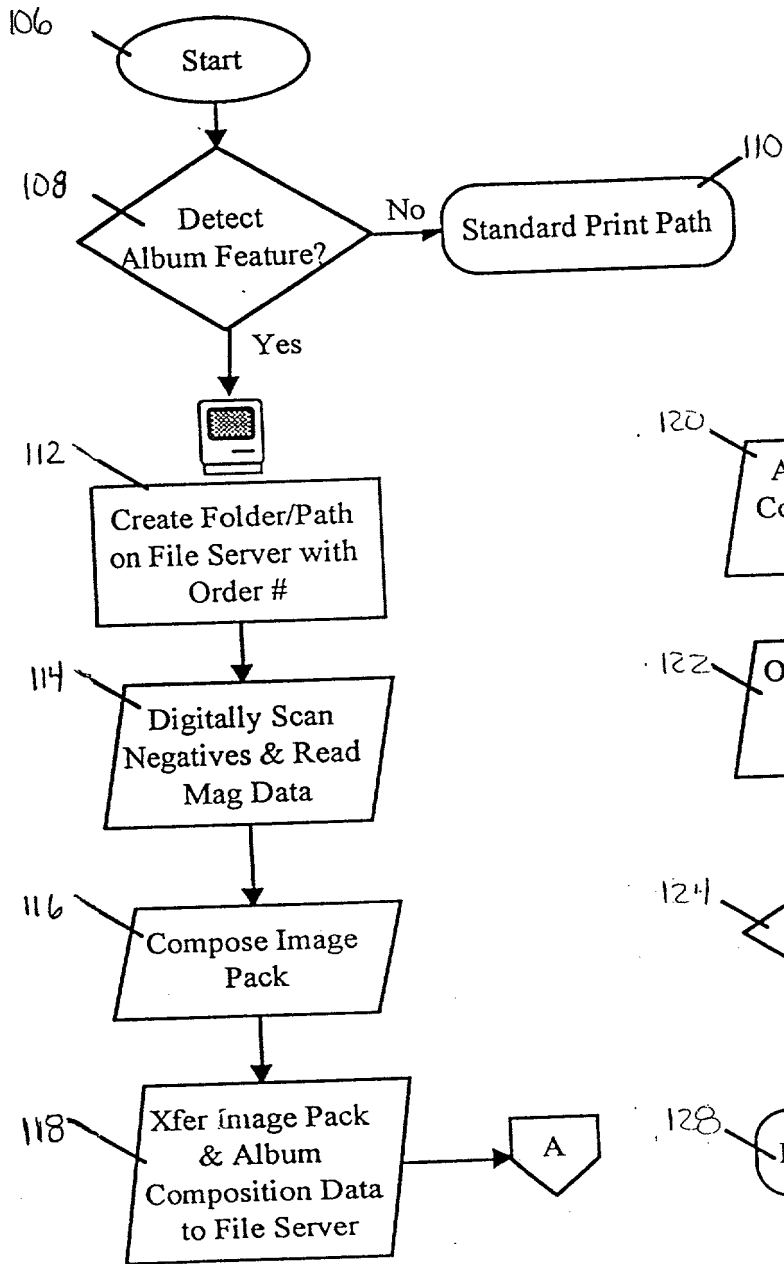 106
Start
110
108
Detect
Album Feature?
No
Standard Print Path
Yes
112
Create Folder/Path
on File Server with
Order #
114
Digitally Scan
Negatives & Read
Mag Data
116
Compose Image
Pack
118
Xfer Image Pack
& Album
Composition Data
to File Server
A
120
A
Co
122
O
124
128